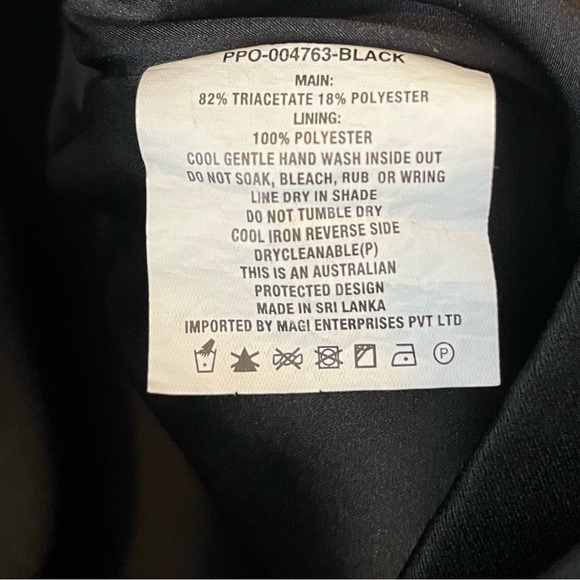 PPO-004763-BLACK
MAIN:
82% TRIACETATE 18% POLYESTER
LINING:
100% POLYESTER
COOL GENTLE HAND WASH INSIDE OUT
DO NOT SOAK, BLEACH, RUB OR WRING
LINE DRY IN SHADE
DO NOT TUMBLE DRY
COOL IRON REVERSE SIDE
DRYCLEANABLE(P)
THIS IS AN AUSTRALIAN
PROTECTED DESIGN
MADE IN SRI LANKA
IMPORTED BY MAGI ENTERPRISES PVT LTD
P